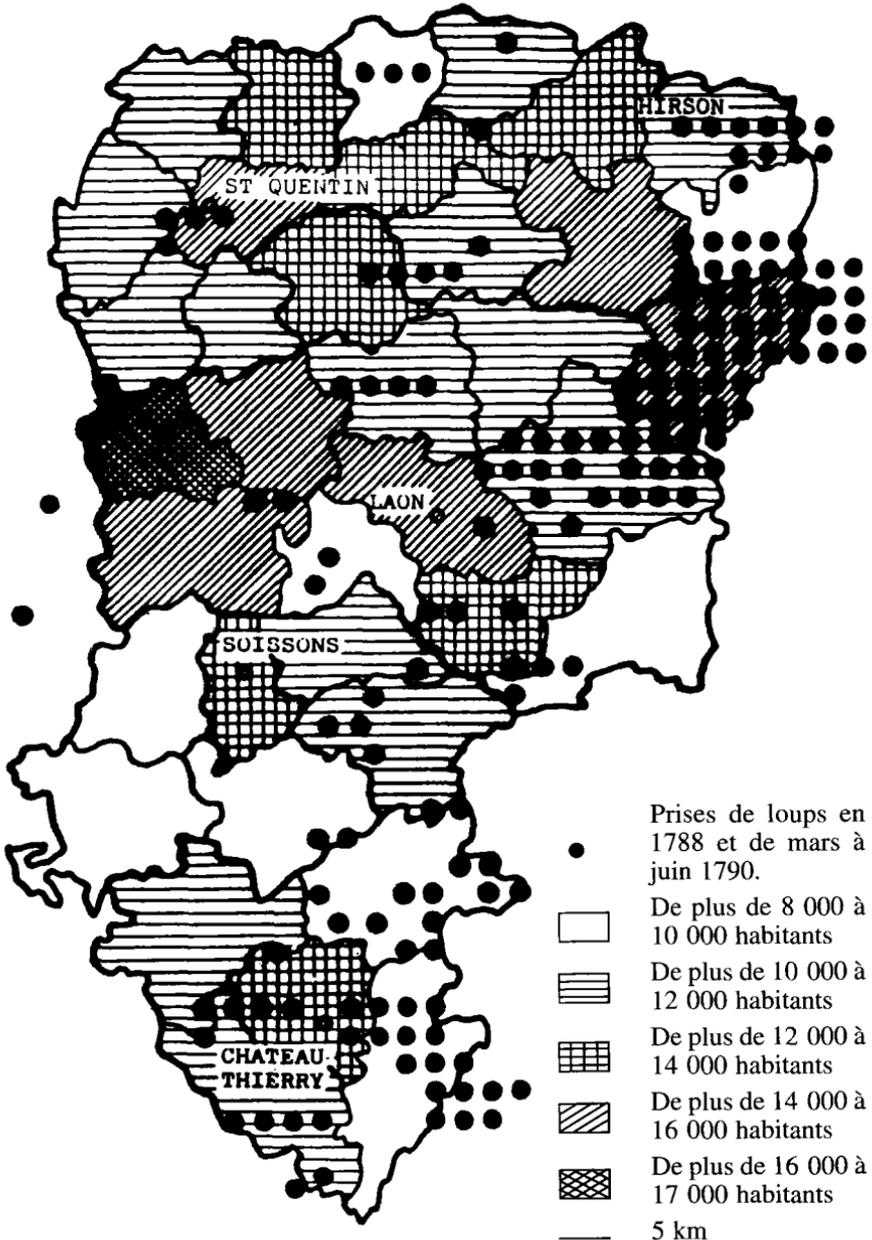 HIRSON
ST QUENTIN
LAON
SOISSONS
CHATEAU
THIERRY
Prises de loups en
1788 et de mars à
juin 1790.
De plus de 8 000 à
10 000 habitants
De plus de 10 000 à
12 000 habitants
De plus de 12 000 à
14 000 habitants
De plus de 14 000 à
16 000 habitants
De plus de 16 000 à
17 000 habitants
5 km